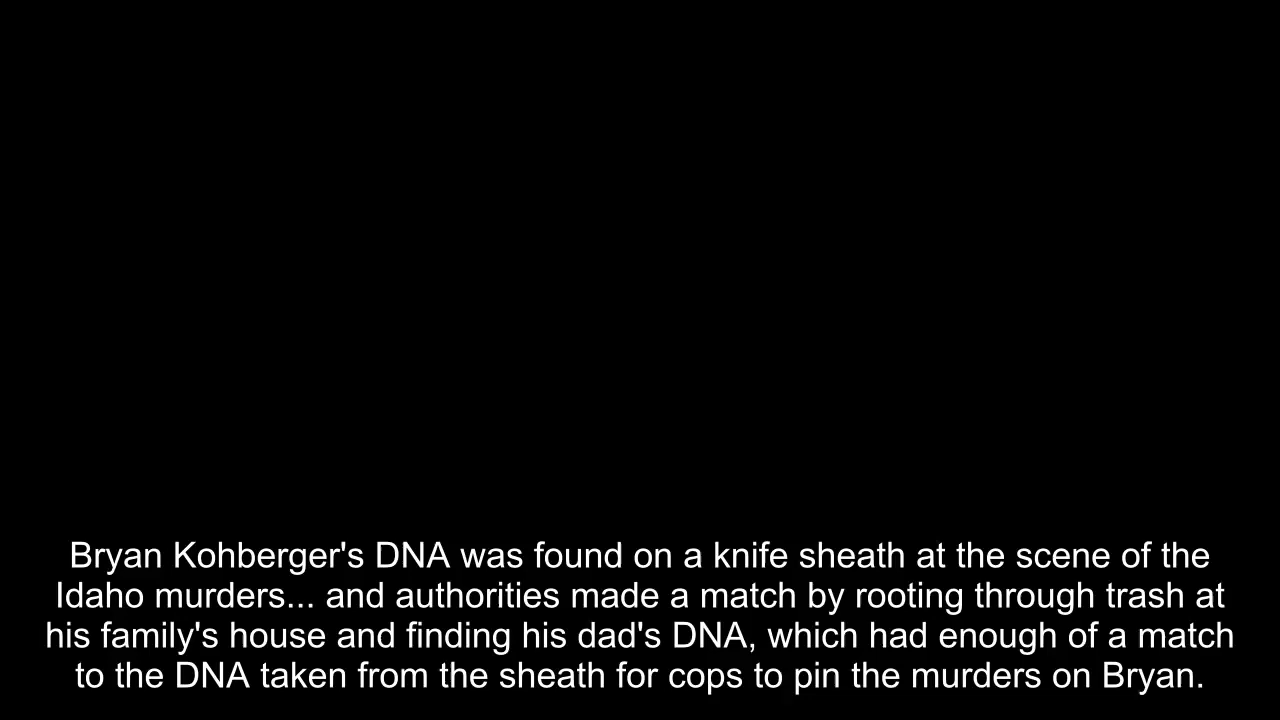 Bryan Kohberger's DNA was found on a knife sheath at the scene of the
Idaho murders... and authorities made a match by rooting through trash at
his family's house and finding his dad's DNA, which had enough of a match
to the DNA taken from the sheath for cops to pin the murders on Bryan.